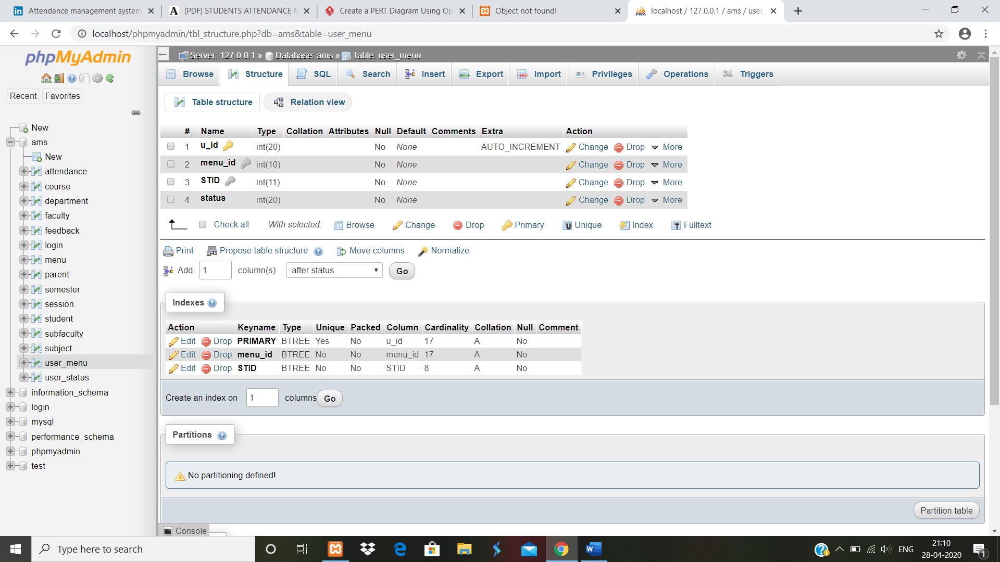 Attendance management system
(PDF) STUDENTS ATTENDANCE M
Create a PERT Diagram Using Op
Object not found!
localhost / 127.0.0.1 / ams / user_
localhost/phpmyadmin/tbl_structure.php?db=ams&table=user_menu
phpMyAdmin
Recent Favorites
New
ams
New
attendance
course
department
faculty
feedback
login
menu
parent
semester
session
student
subfaculty
subject
user_menu
user_status
information_schema
login
mysql
performance_schema
phpmyadmin
test
Server: 127.0.0.1 » Database: ams » Table: user_menu
Browse Structure SQL Search Insert Export Import Privileges Operations Triggers
Table structure Relation view
# Name Type Collation Attributes Null Default Comments Extra Action
1 u_id int(20) No None AUTO_INCREMENT Change Drop More
2 menu_id int(10) No None Change Drop More
3 STID int(11) No None Change Drop More
4 status int(20) No None Change Drop More
Check all With selected: Browse Change Drop Primary Unique Index Fulltext
Print Propose table structure Move columns Normalize
Add 1 column(s) after status Go
Indexes
Action Keyname Type Unique Packed Column Cardinality Collation Null Comment
Edit Drop PRIMARY BTREE Yes No u_id 17 A No
Edit Drop menu_id BTREE No No menu_id 17 A No
Edit Drop STID BTREE No No STID 8 A No
Create an index on 1 columns Go
Partitions
No partitioning defined!
Partition table
Console
Type here to search
ENG
21:10
28-04-2020
1